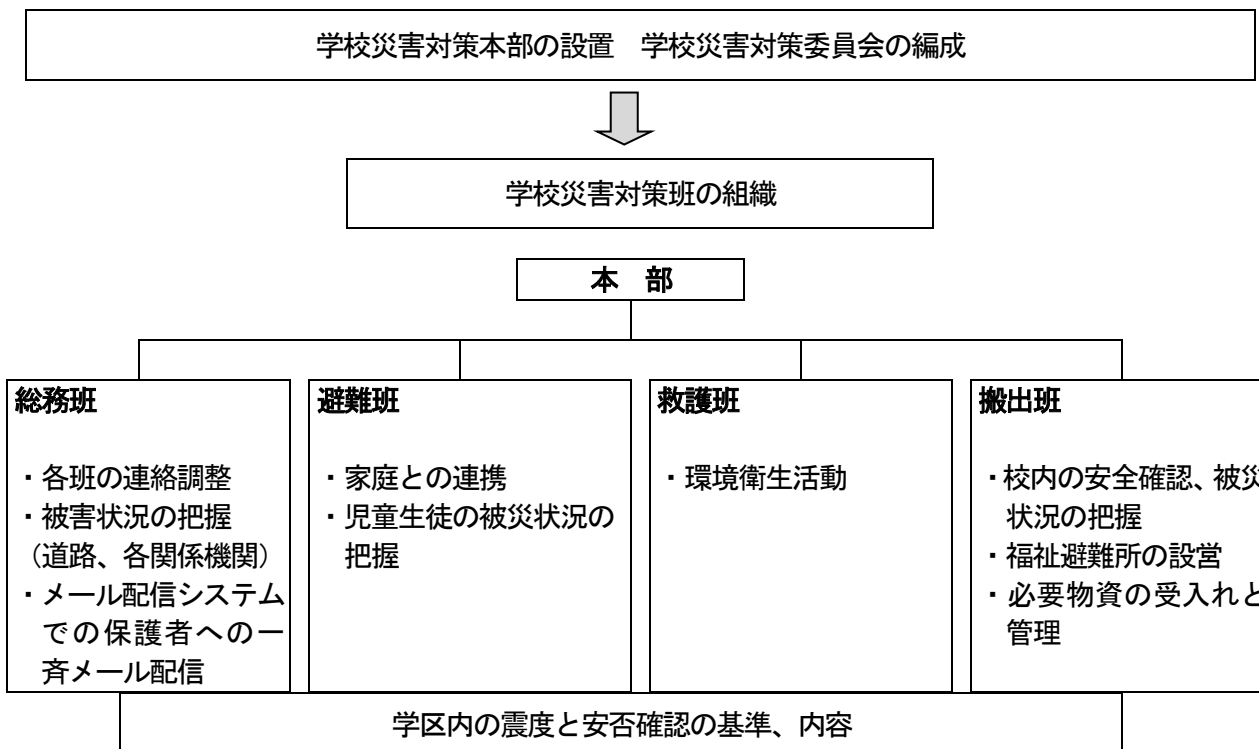 学校災害対策本部の設置　学校災害対策委員会の編成
学校災害対策班の組織
本　部
総務班
・各班の連絡調整
・被害状況の把握
（道路、各関係機関）
・メール配信システム
での保護者への一
斉メール配信
避難班
・家庭との連携
・児童生徒の被災状況の
把握
救護班
・環境衛生活動
搬出班
・校内の安全確認、被災
状況の把握
・福祉避難所の設営
・必要物資の受入れと
管理
学区内の震度と安否確認の基準、内容